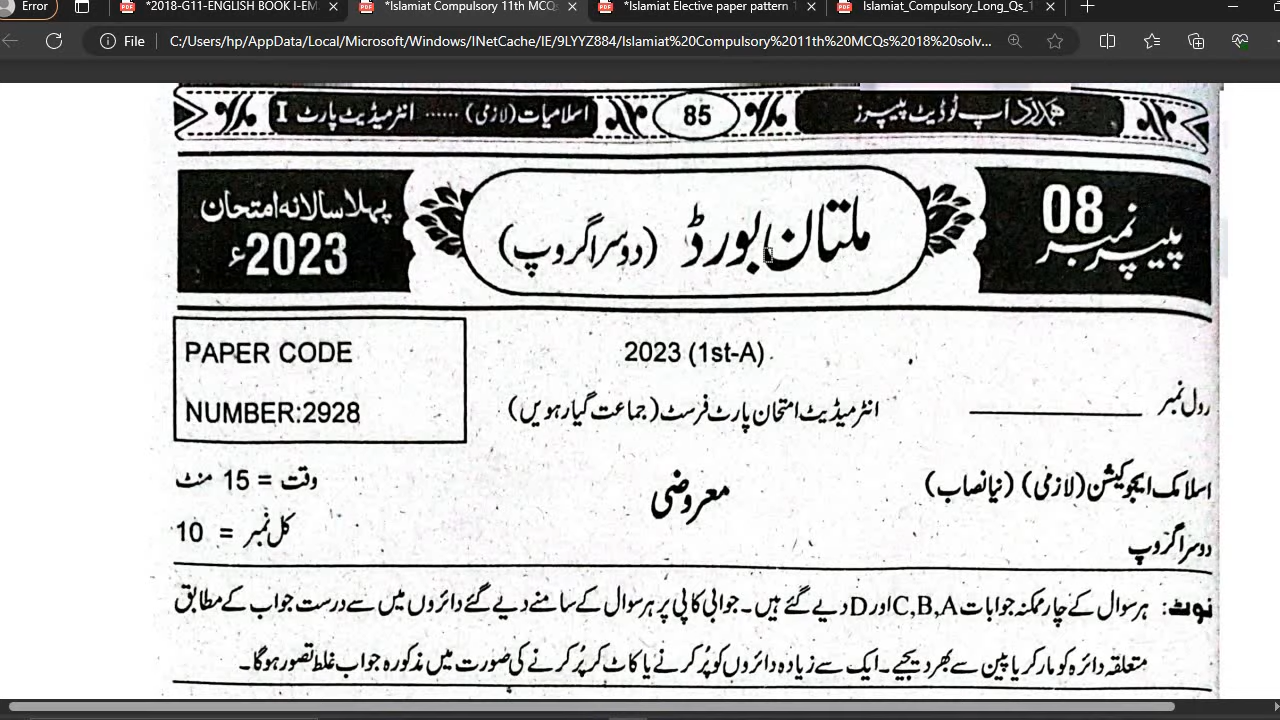 Error
*2018-G11-ENGLISH BOOK I-EM
*Islamiat Compulsory 11th MCQ
*Islamiat Elective paper pattern 1
Islamiat_Compulsory_Long_Qs_1
File
C:/Users/hp/AppData/Local/Microsoft/Windows/INetCache/IE/9LYYZ884/Islamiat%20Compulsory%2011th%20MCQs%2018%20solv...
ہمدرد اَپ ٹو ڈیٹ پیپرز 85 اسلامیات (لازمی) ...... انٹرمیڈیٹ پارٹ I
پیپر نمبر 08
ملتان بورڈ (دوسرا گروپ)
پہلا سالانہ امتحان
2023ء
PAPER CODE
NUMBER:2928
2023 (1st-A)
رول نمبر
انٹرمیڈیٹ امتحان پارٹ فرسٹ (جماعت گیارہویں)
اسلامک ایجوکیشن (لازمی) (نیا نصاب)
معروضی
وقت = 15 منٹ
دوسرا گروپ
کل نمبر = 10
نوٹ: ہر سوال کے چار ممکنہ جوابات C,B,A اور D دیے گئے ہیں۔ جوابی کاپی پر ہر سوال کے سامنے دیے گئے دائروں میں سے درست جواب کے مطابق
متعلقہ دائرہ کو مارکر یا پین سے بھر دیجیے۔ ایک سے زیادہ دائروں کو پُر کرنے یا کاٹ کر پُر کرنے کی صورت میں مذکورہ جواب غلط تصور ہوگا۔